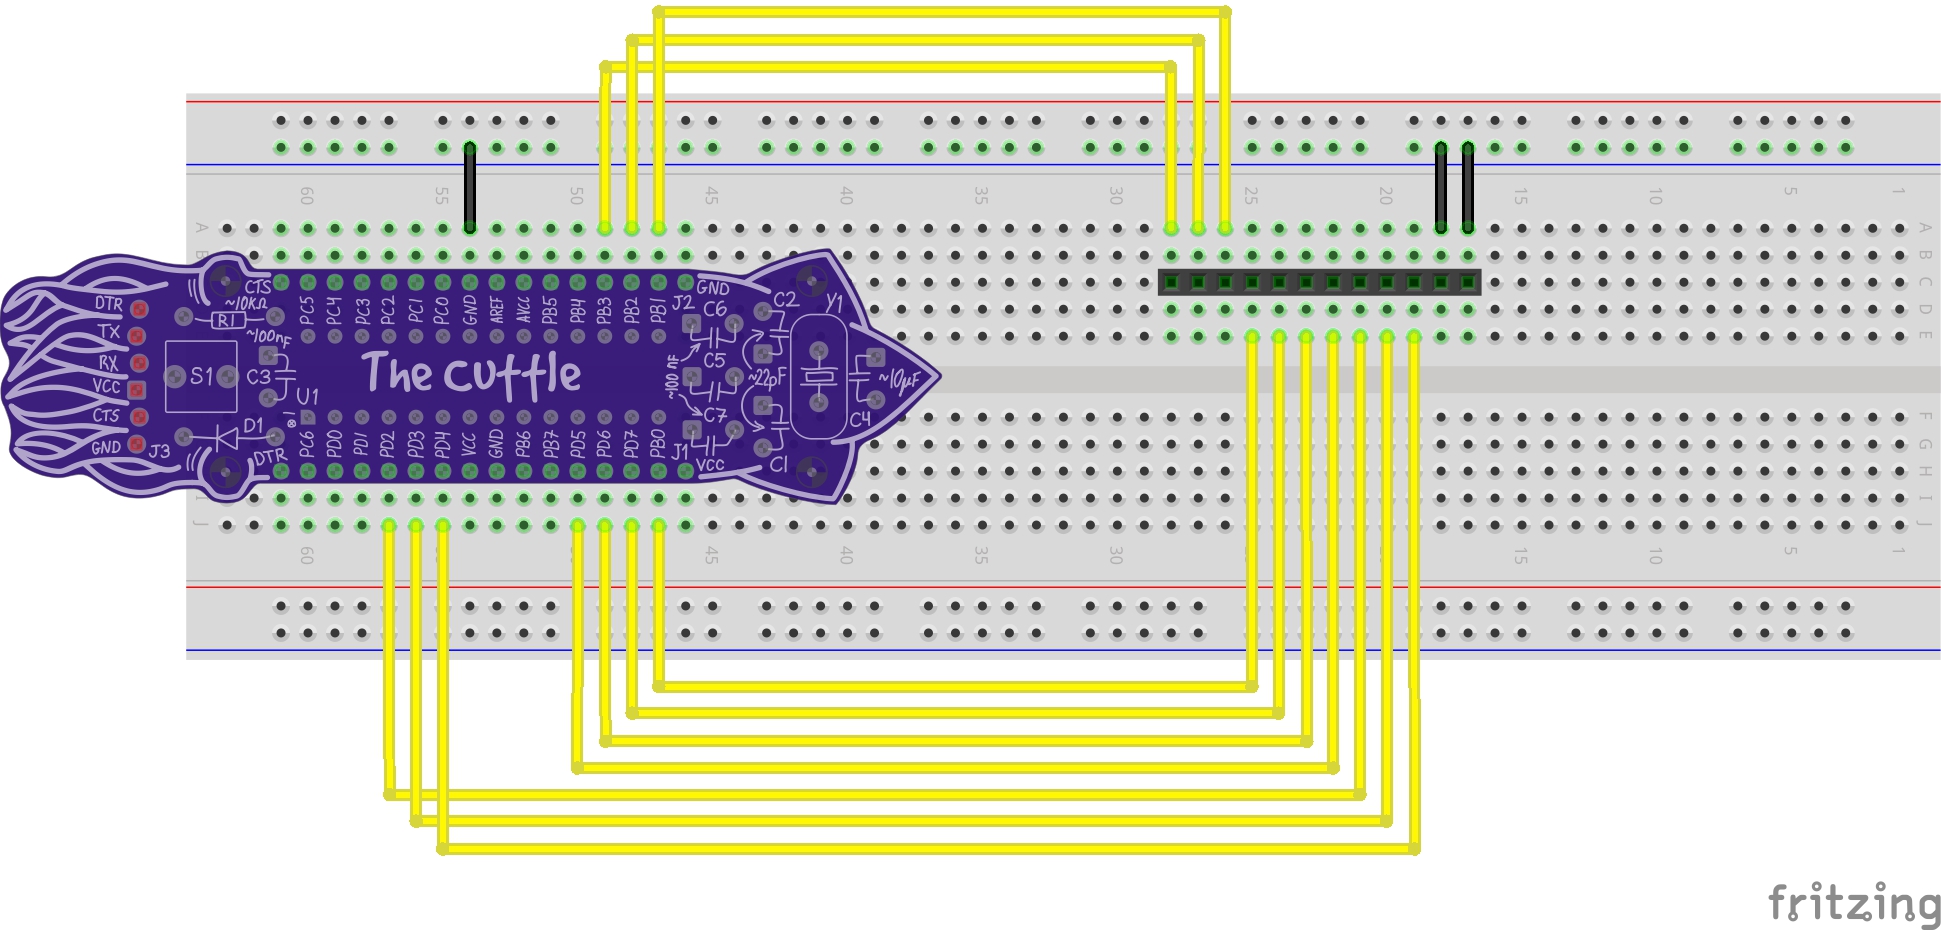 60 55 50 45 40 35 30 25 20 15 10 5 1
A A
B B
C
D
E
CTS PC5 PC4 PC3 PC2 PC1 PC0 GND AREF AVCC PB5 PB4 PB3 PB2 PB1 J2 GND
DTR ~10KΩ C6 C2 Y1
TX R1 ~100nF
RX S1 C3 The cuttle ~100nF C5 ~22pF ~10µF
VCC U1
CTS D1 C7 C4
GND J3 DTR PC6 PD0 PD1 PD2 PD3 PD4 VCC GND PB6 PB7 PD5 PD6 PD7 PB0 J1 VCC C1
F
G
H
I I
J J
60 45 40 35 30 15 10 5 1
fritzing